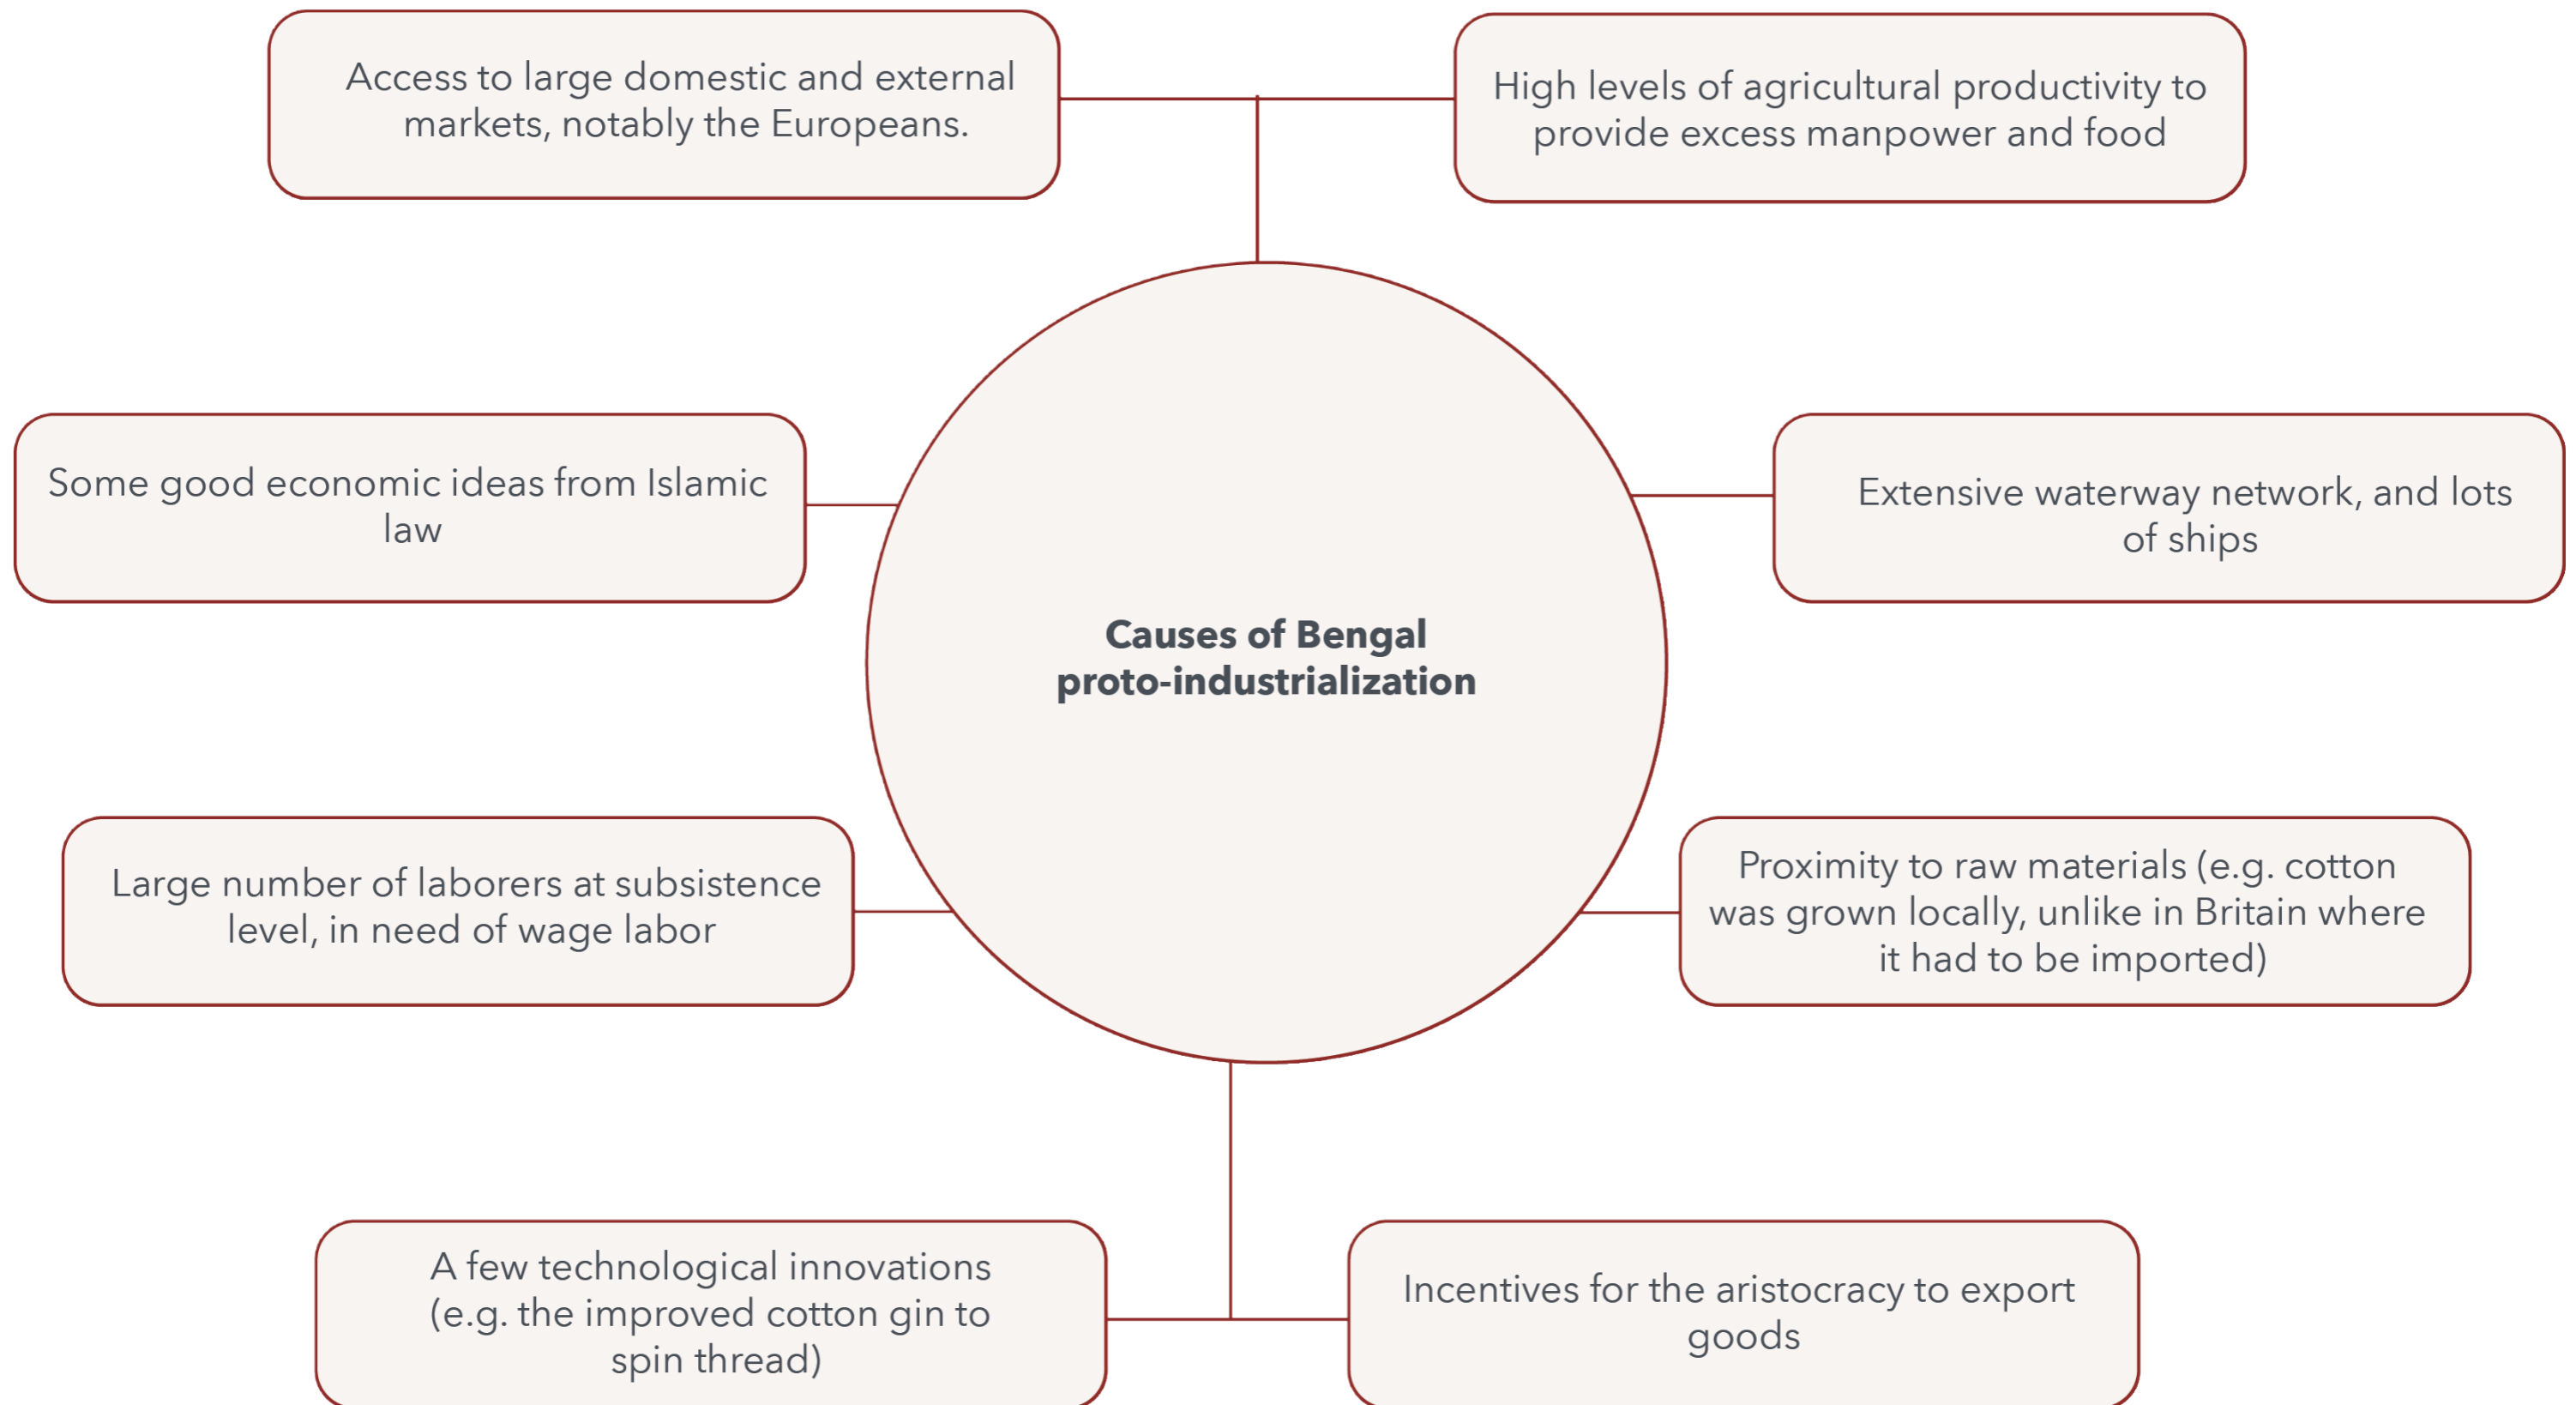 Access to large domestic and external
markets, notably the Europeans.
High levels of agricultural productivity to
provide excess manpower and food
Some good economic ideas from Islamic
law
Extensive waterway network, and lots
of ships
Causes of Bengal
proto-industrialization
Large number of laborers at subsistence
level, in need of wage labor
Proximity to raw materials (e.g. cotton
was grown locally, unlike in Britain where
it had to be imported)
A few technological innovations
(e.g. the improved cotton gin to
spin thread)
Incentives for the aristocracy to export
goods